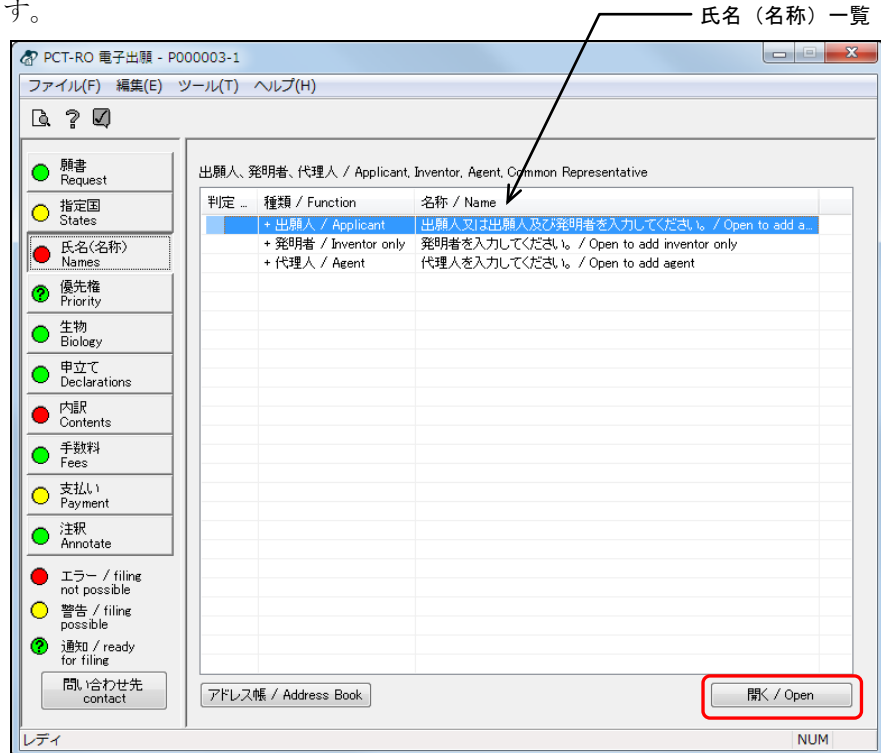 す。
氏名（名称）一覧
PCT-RO 電子出願 - P000003-1
ファイル(F) 編集(E) ツール(T) ヘルプ(H)
願書
Request
指定国
States
氏名(名称)
Names
優先権
Priority
生物
Biology
申立て
Declarations
内訳
Contents
手数料
Fees
支払い
Payment
注釈
Annotate
エラー / filing
not possible
警告 / filing
possible
通知 / ready
for filing
問い合わせ先
contact
出願人、発明者、代理人 / Applicant, Inventor, Agent, Common Representative
判定 ... 種類 / Function 名称 / Name
+ 出願人 / Applicant 出願人又は出願人及び発明者を入力してください。 / Open to add a...
+ 発明者 / Inventor only 発明者を入力してください。 / Open to add inventor only
+ 代理人 / Agent 代理人を入力してください。 / Open to add agent
アドレス帳 / Address Book
開く / Open
レディ
NUM